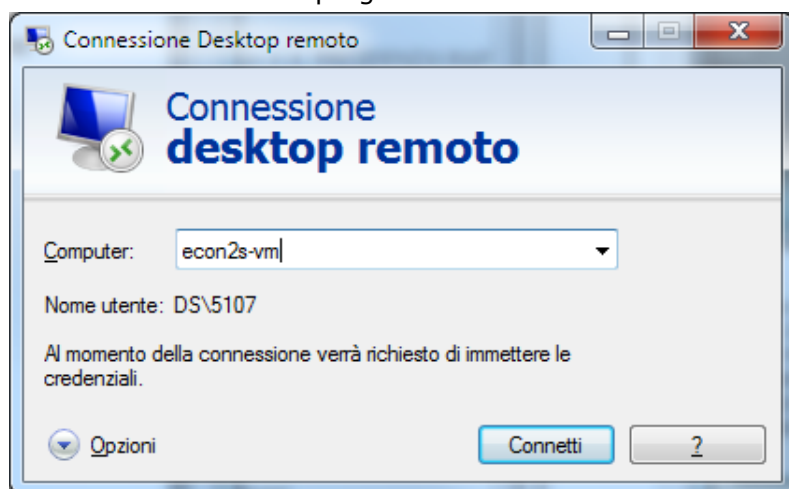 Connessione Desktop remoto
Connessione
desktop remoto
Computer: econ2s-vm
Nome utente: DS\5107
Al momento della connessione verrà richiesto di immettere le
credenziali.
Opzioni
Connetti
?